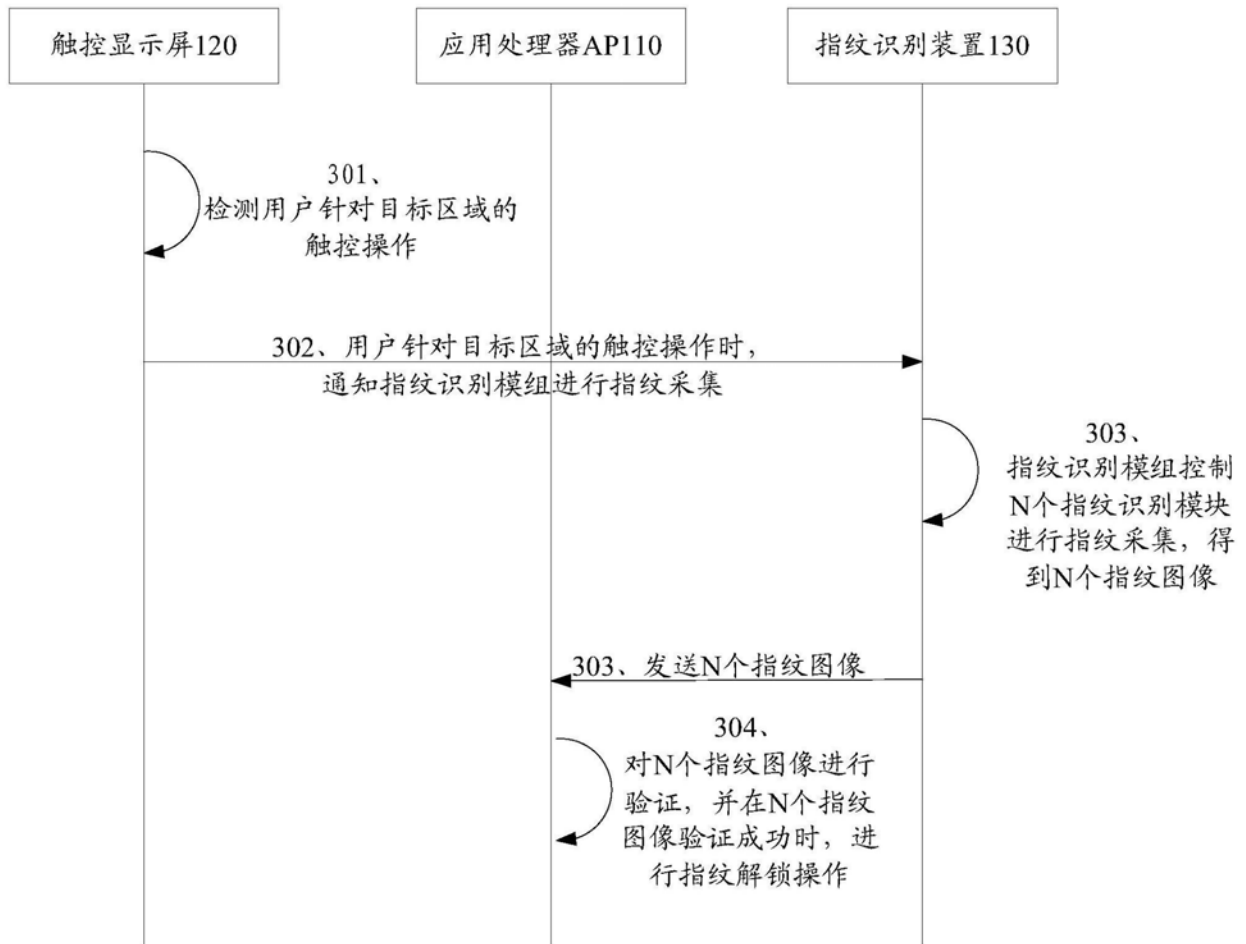 触控显示屏120
应用处理器AP110
指纹识别装置130
301、
检测用户针对目标区域的
触控操作
302、用户针对目标区域的触控操作时，
通知指纹识别模组进行指纹采集
303、
指纹识别模组控制
N个指纹识别模块
进行指纹采集，得
到N个指纹图像
303、发送N个指纹图像
304、
对N个指纹图像进行
验证，并在N个指纹
图像验证成功时，进
行指纹解锁操作